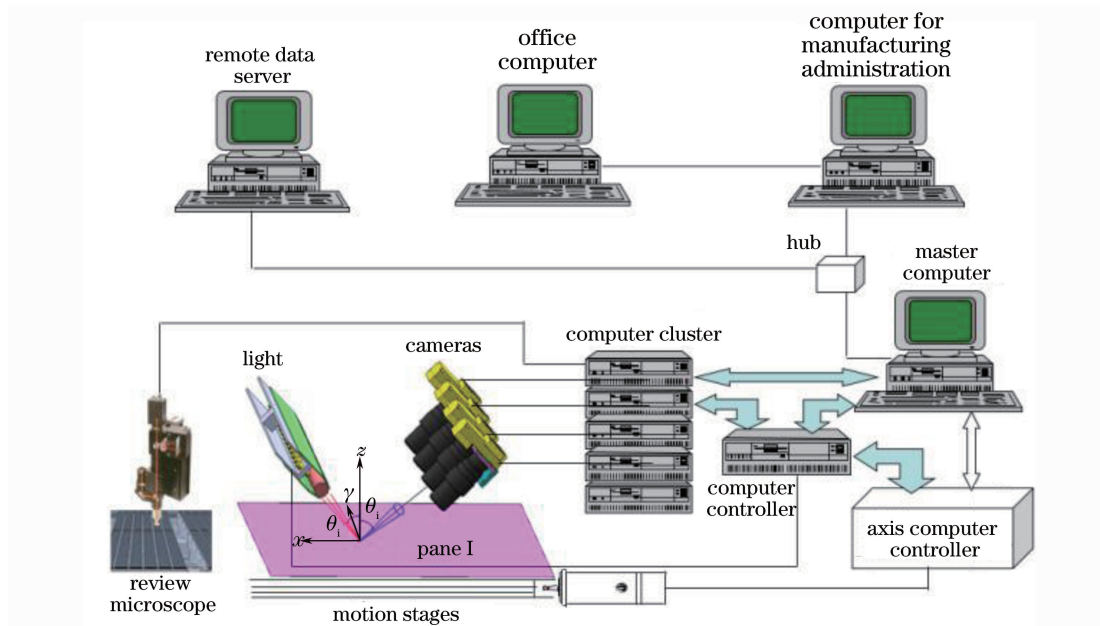 remote data
server
office
computer
computer for
manufacturing
administration
hub
master
computer
computer cluster
cameras
light
z
γ
θi
θi
x
pane I
computer
controller
axis computer
controller
review
microscope
motion stages